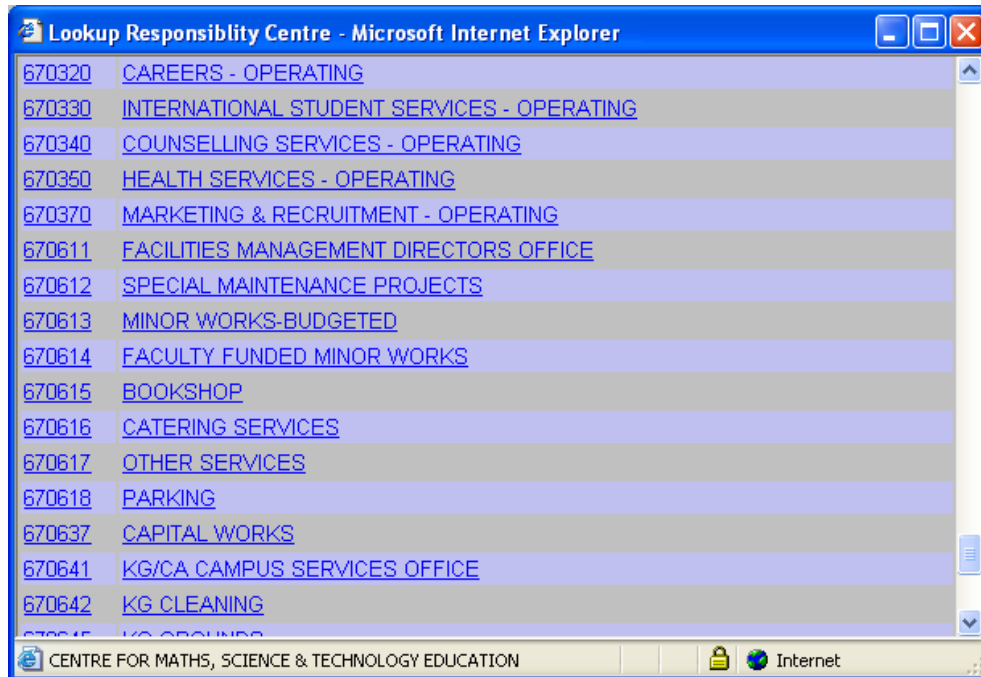 Lookup Responsiblity Centre - Microsoft Internet Explorer
670320 CAREERS - OPERATING
670330 INTERNATIONAL STUDENT SERVICES - OPERATING
670340 COUNSELLING SERVICES - OPERATING
670350 HEALTH SERVICES - OPERATING
670370 MARKETING & RECRUITMENT - OPERATING
670611 FACILITIES MANAGEMENT DIRECTORS OFFICE
670612 SPECIAL MAINTENANCE PROJECTS
670613 MINOR WORKS-BUDGETED
670614 FACULTY FUNDED MINOR WORKS
670615 BOOKSHOP
670616 CATERING SERVICES
670617 OTHER SERVICES
670618 PARKING
670637 CAPITAL WORKS
670641 KG/CA CAMPUS SERVICES OFFICE
670642 KG CLEANING
KG GROUNDS
CENTRE FOR MATHS, SCIENCE & TECHNOLOGY EDUCATION Internet